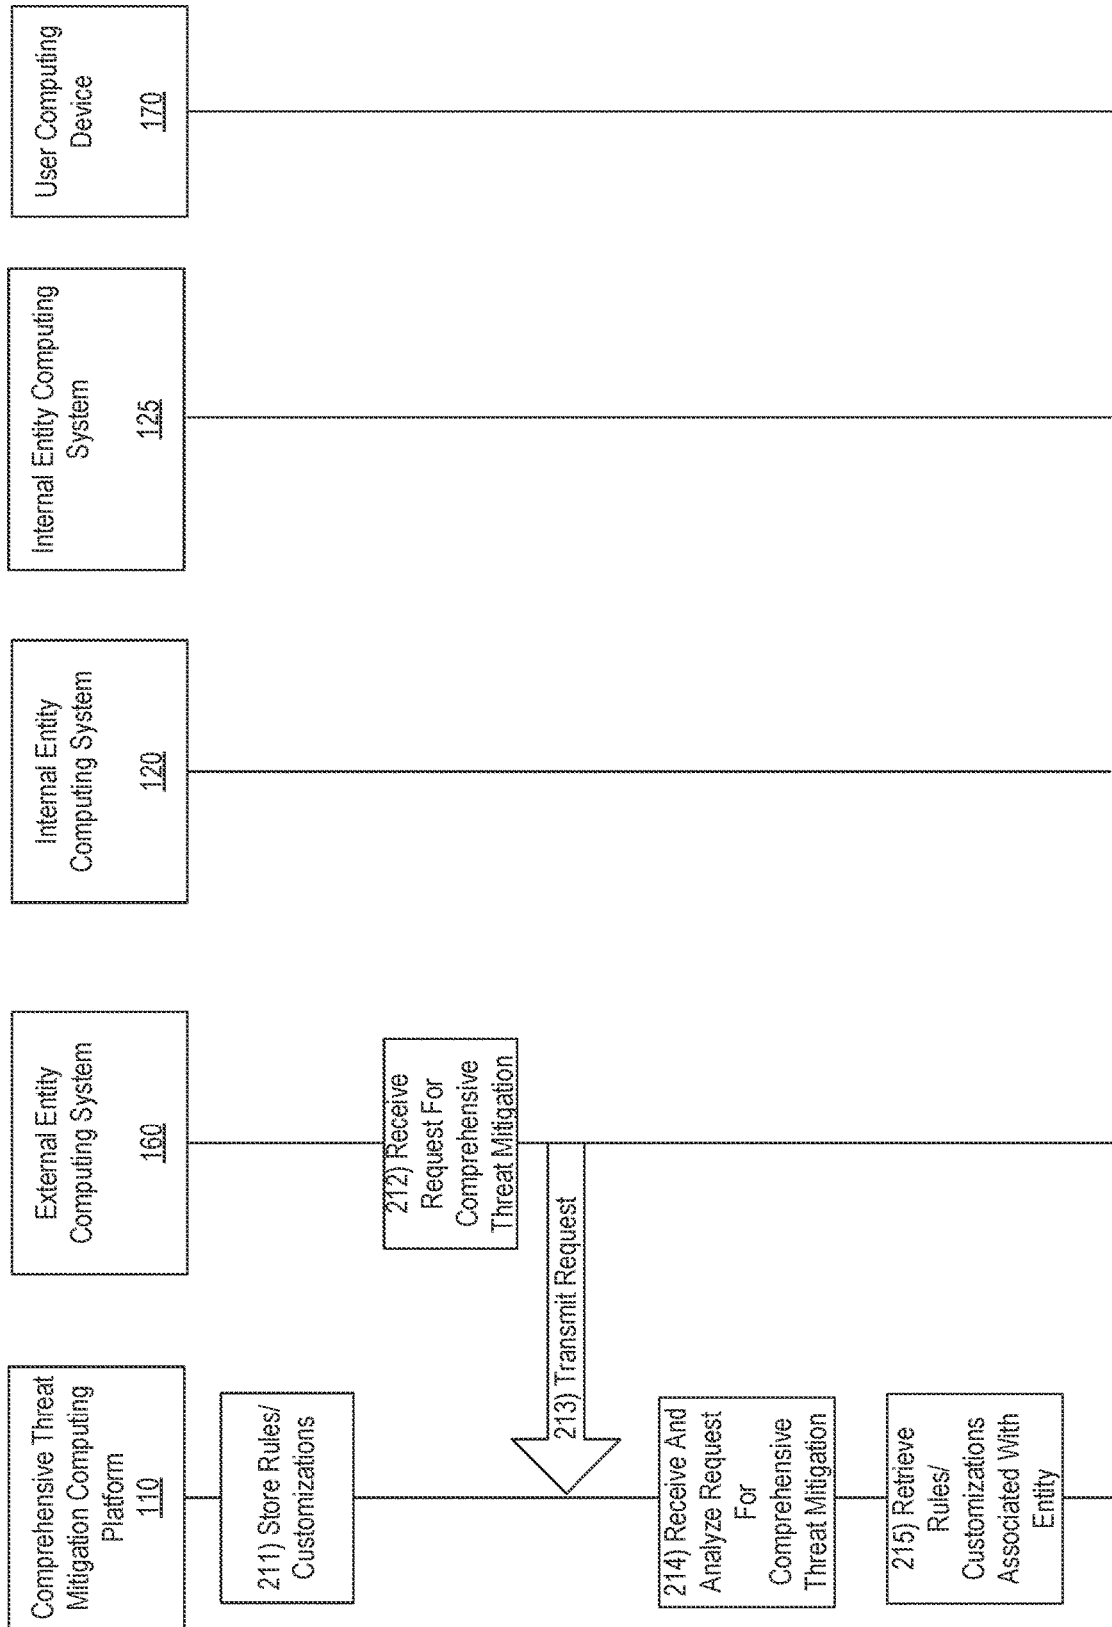 Comprehensive Threat
Mitigation Computing
Platform
110
External Entity
Computing System
160
Internal Entity
Computing System
120
Internal Entity Computing
System
125
User Computing
Device
170
211) Store Rules/
Customizations
212) Receive
Request For
Comprehensive
Threat Mitigation
213) Transmit Request
214) Receive And
Analyze Request
For
Comprehensive
Threat Mitigation
215) Retrieve
Rules/
Customizations
Associated With
Entity